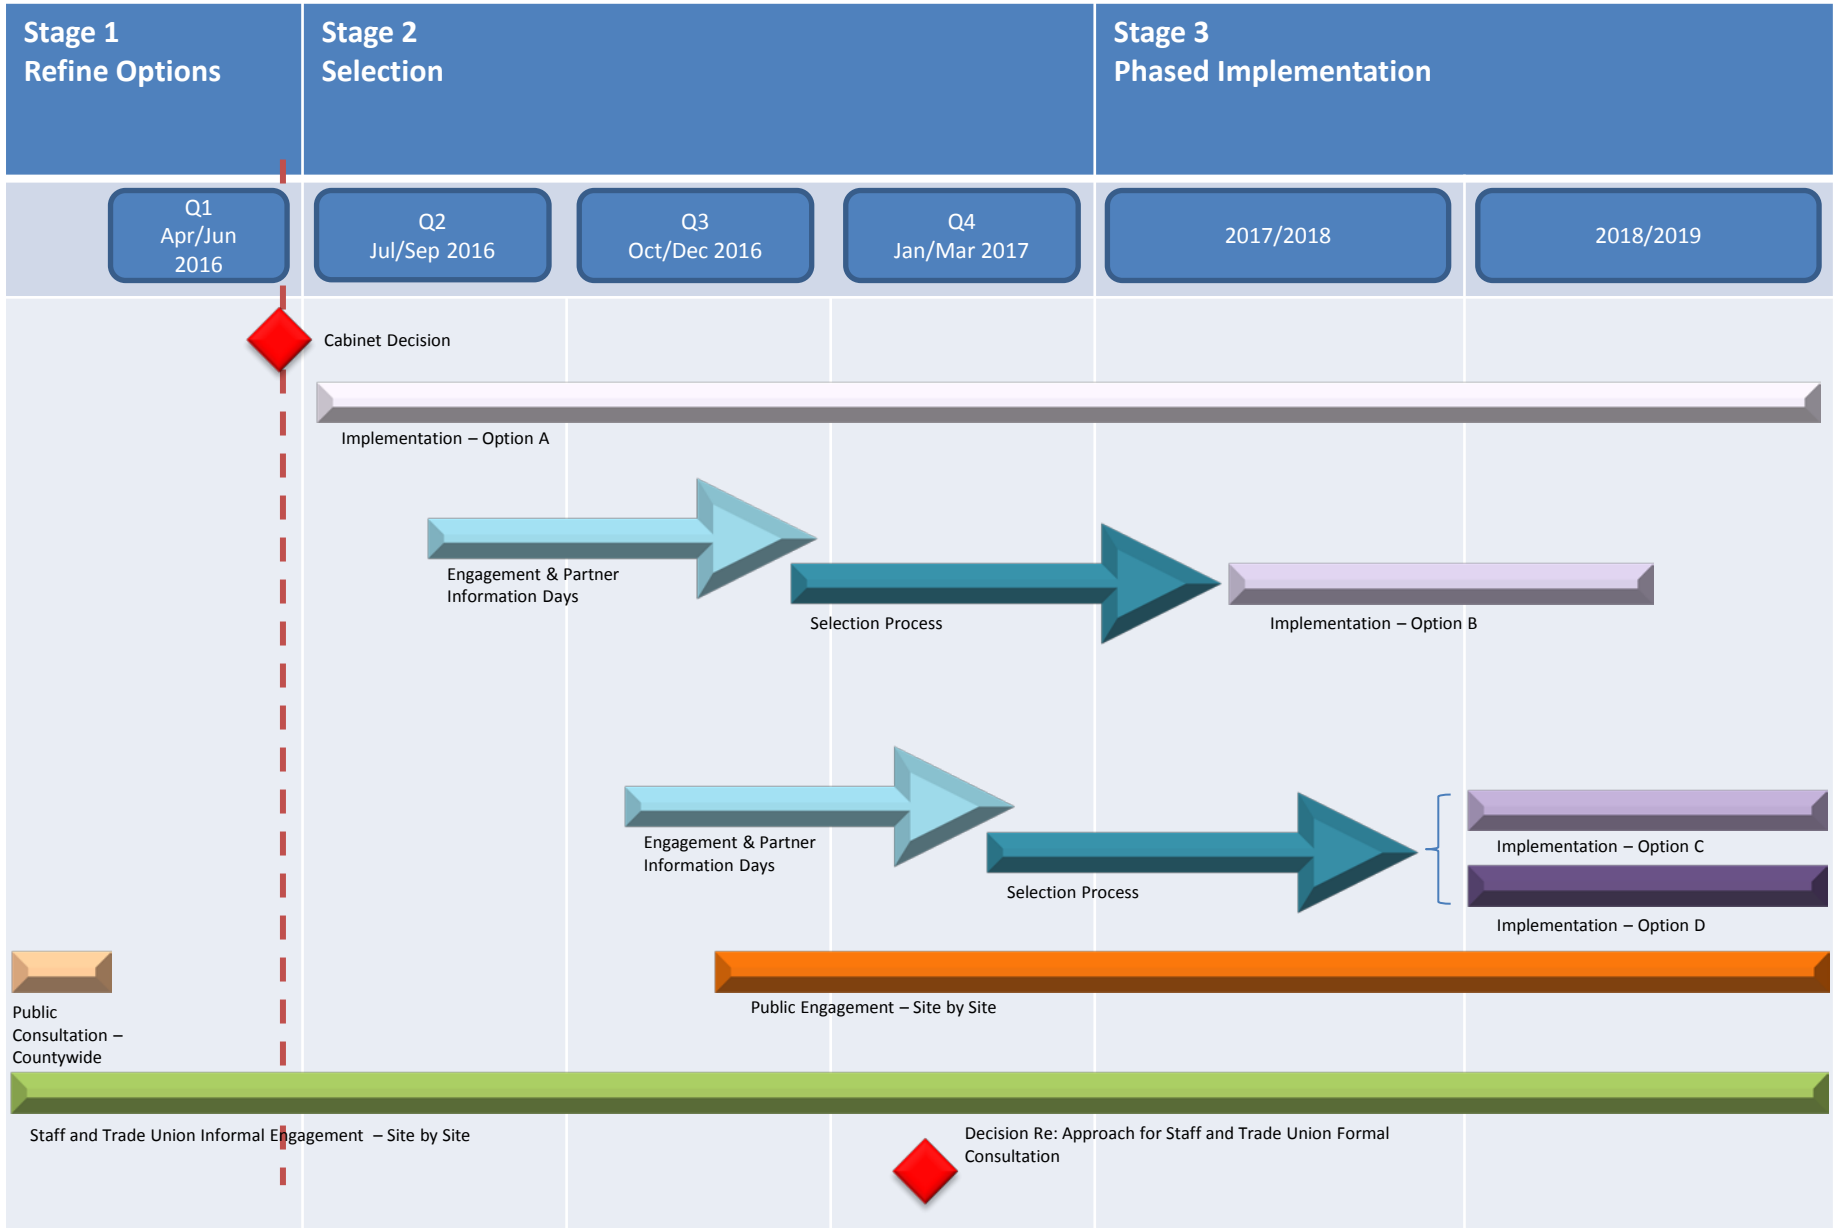 Stage 1
Refine Options
Stage 2
Selection
Stage 3
Phased Implementation
Q1
Apr/Jun
2016
Q2
Jul/Sep 2016
Q3
Oct/Dec 2016
Q4
Jan/Mar 2017
2017/2018
2018/2019
Cabinet Decision
Implementation – Option A
Engagement & Partner
Information Days
Selection Process
Implementation – Option B
Engagement & Partner
Information Days
Selection Process
Implementation – Option C
Implementation – Option D
Public
Consultation –
Countywide
Public Engagement – Site by Site
Staff and Trade Union Informal Engagement – Site by Site
Decision Re: Approach for Staff and Trade Union Formal
Consultation